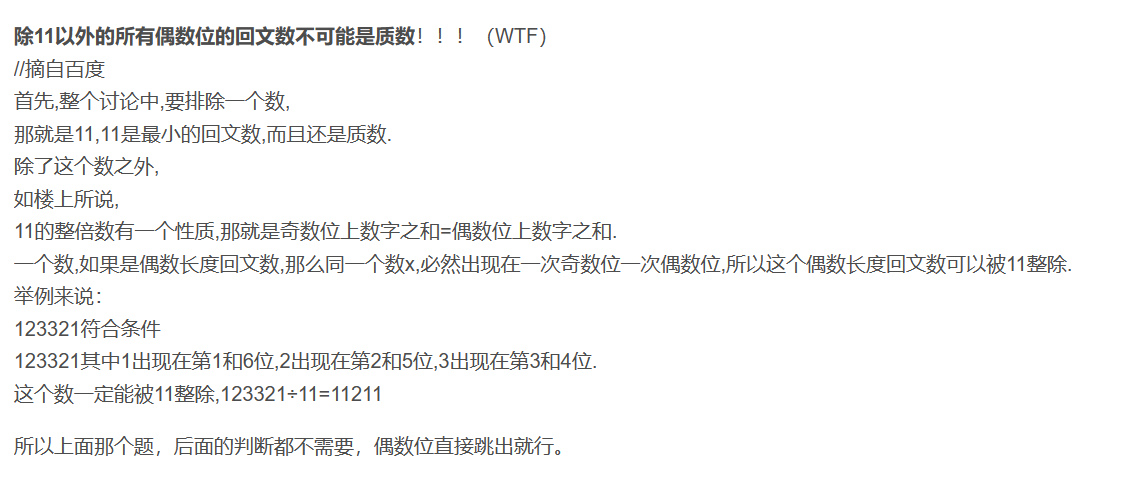 除11以外的所有偶数位的回文数不可能是质数！！！（WTF）
//摘自百度
首先,整个讨论中,要排除一个数,
那就是11,11是最小的回文数,而且还是质数.
除了这个数之外,
如楼上所说,
11的整倍数有一个性质,那就是奇数位上数字之和=偶数位上数字之和.
一个数,如果是偶数长度回文数,那么同一个数x,必然出现在一次奇数位一次偶数位,所以这个偶数长度回文数可以被11整除.
举例来说：
123321符合条件
123321其中1出现在第1和6位,2出现在第2和5位,3出现在第3和4位.
这个数一定能被11整除,123321÷11=11211
所以上面那个题，后面的判断都不需要，偶数位直接跳出就行。